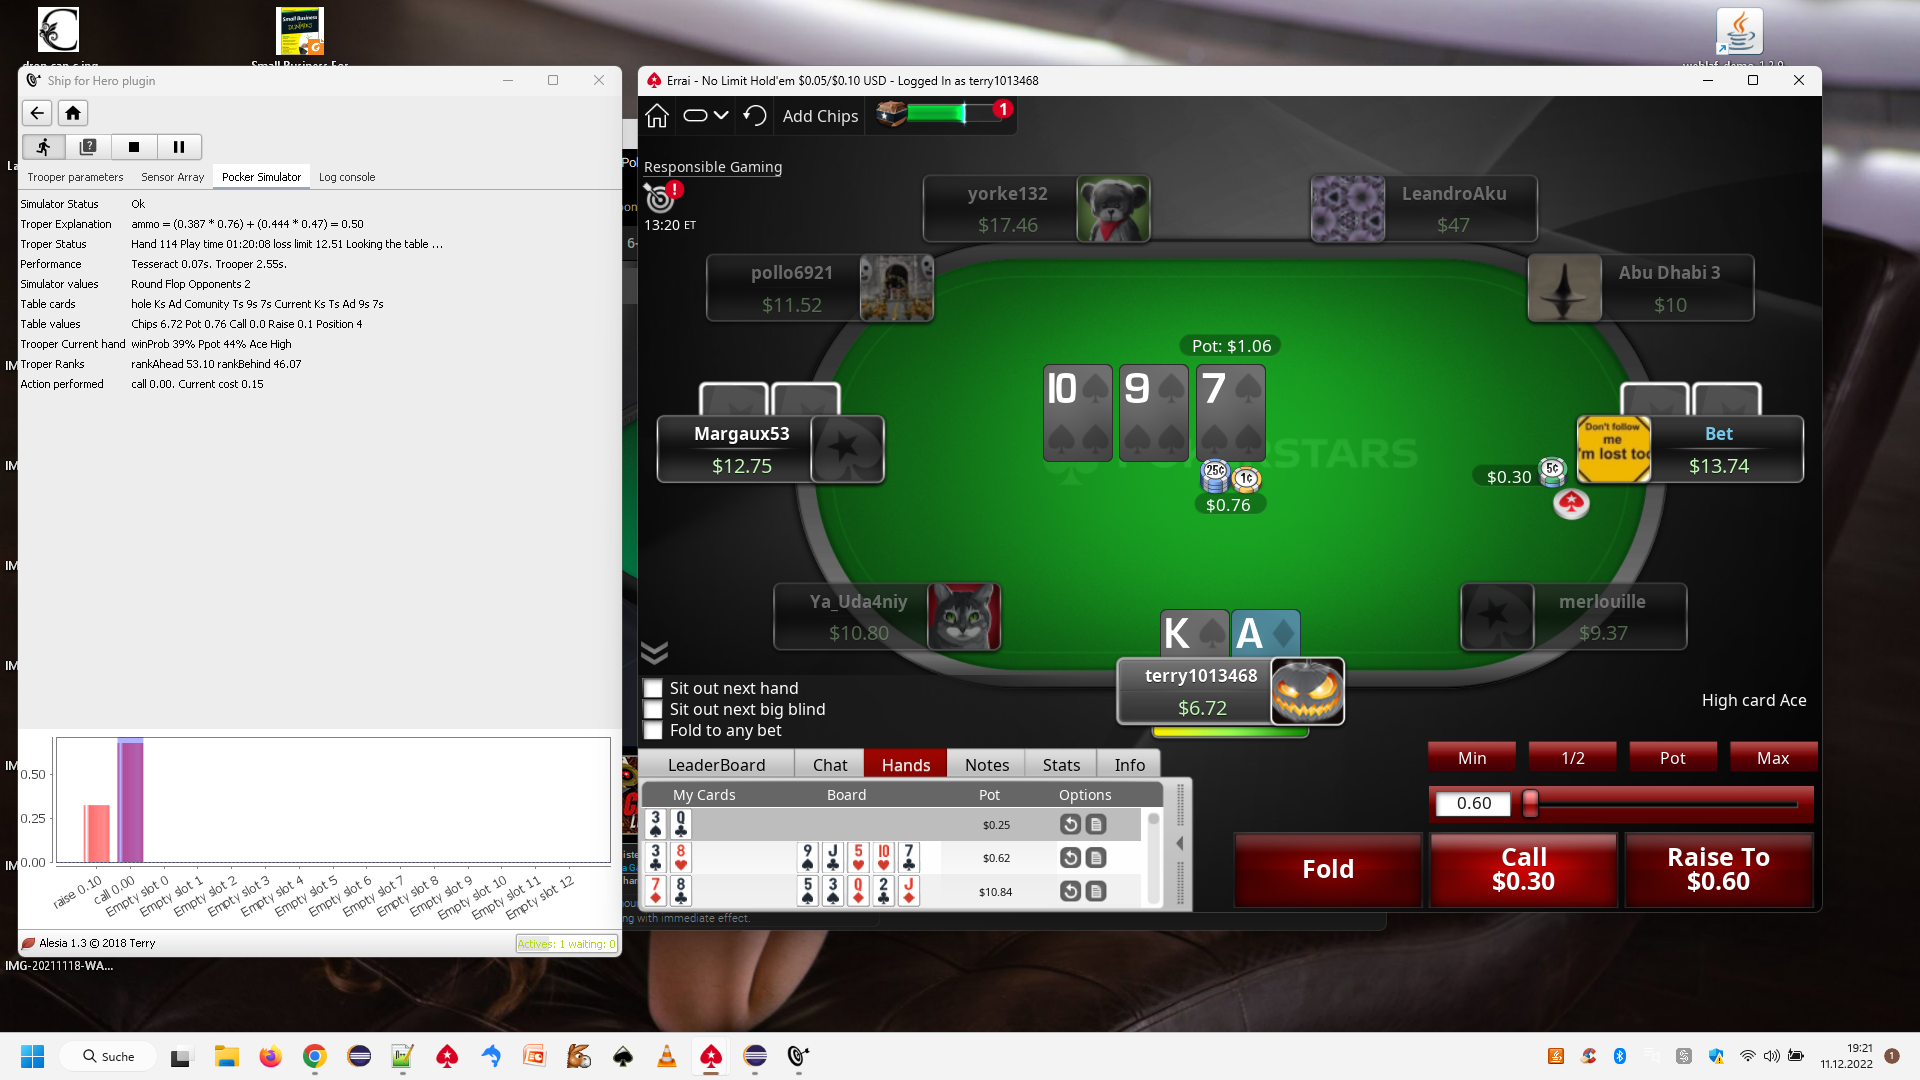 Small Business
DUMMIES
Ship for Hero plugin
Trooper parameters
Sensor Array
Pocker Simulator
Log console
Simulator Status Ok
Troper Explanation ammo = (0.387 * 0.76) + (0.444 * 0.47) = 0.50
Troper Status Hand 114 Play time 01:20:08 loss limit 12.51 Looking the table ...
Performance Tesseract 0.07s. Trooper 2.55s.
Simulator values Round Flop Opponents 2
Table cards hole Ks Ad Comunity Ts 9s 7s Current Ks Ts Ad 9s 7s
Table values Chips 6.72 Pot 0.76 Call 0.0 Raise 0.1 Position 4
Trooper Current hand winProb 39% Ppot 44% Ace High
Troper Ranks rankAhead 53.10 rankBehind 46.07
Action performed call 0.00. Current cost 0.15
0.50
0.25
0.00
raise 0.10
call 0.00
Empty slot 0
Empty slot 1
Empty slot 2
Empty slot 3
Empty slot 4
Empty slot 5
Empty slot 6
Empty slot 7
Empty slot 8
Empty slot 9
Empty slot 10
Empty slot 11
Empty slot 12
Alesia 1.3 © 2018 Terry
Actives: 1 waiting: 0
IMG-20211118-WA...
Errai - No Limit Hold'em $0.05/$0.10 USD - Logged In as terry1013468
Add Chips
1
Responsible Gaming
!
13:20 ET
yorke132
$17.46
LeandroAku
$47
pollo6921
$11.52
Abu Dhabi 3
$10
Pot: $1.06
10
9
7
Margaux53
$12.75
Don't follow
me
I'm lost too
Bet
$13.74
25¢
1¢
$0.76
$0.30
5¢
Ya_Uda4niy
$10.80
merlouille
$9.37
K
A
terry1013468
$6.72
Sit out next hand
Sit out next big blind
Fold to any bet
High card Ace
LeaderBoard
Chat
Hands
Notes
Stats
Info
My Cards
Board
Pot
Options
3 Q $0.25
3 8 9 J 5 10 7 $0.62
7 8 5 3 Q 2 J $10.84
ng with immediate effect.
Min
1/2
Pot
Max
0.60
Fold
Call
$0.30
Raise To
$0.60
Suche
19:21
11.12.2022
1